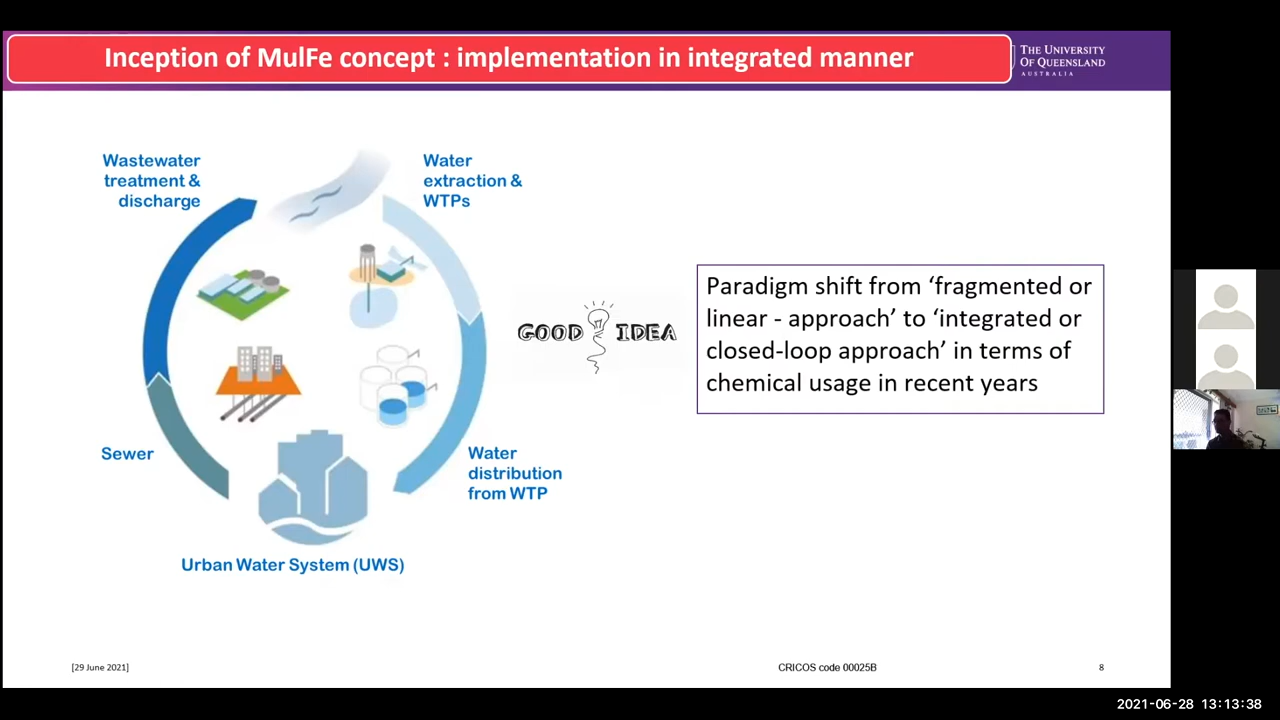 Inception of MulFe concept : implementation in integrated manner
THE UNIVERSITY
OF QUEENSLAND
AUSTRALIA
Wastewater
treatment &
discharge
Water
extraction &
WTPs
GOOD IDEA
Paradigm shift from ‘fragmented or
linear - approach’ to ‘integrated or
closed-loop approach’ in terms of
chemical usage in recent years
Sewer
Water
distribution
from WTP
Urban Water System (UWS)
[29 June 2021]
CRICOS code 00025B
8
2021-06-28 13:13:38